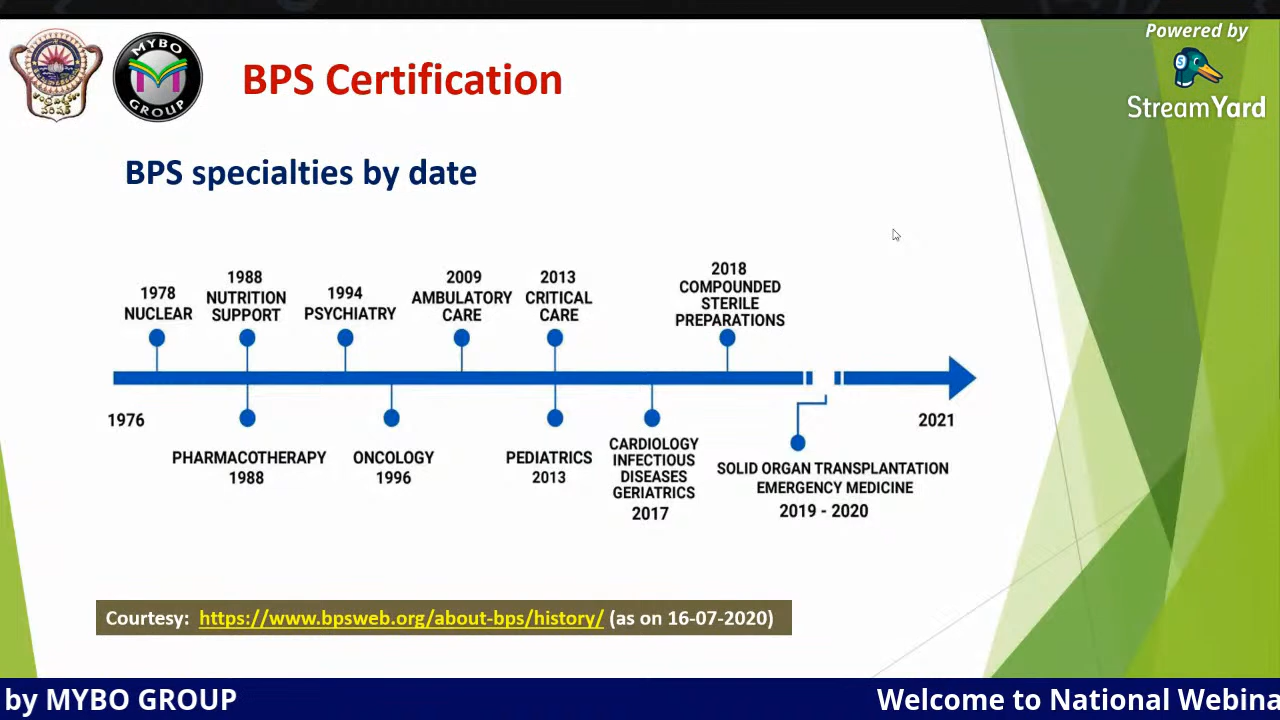 Powered by
StreamYard
MYBO
GROUP
BPS Certification
BPS specialties by date
1978
NUCLEAR
1988
NUTRITION
SUPPORT
1994
PSYCHIATRY
2009
AMBULATORY
CARE
2013
CRITICAL
CARE
2018
COMPOUNDED
STERILE
PREPARATIONS
1976
2021
PHARMACOTHERAPY
1988
ONCOLOGY
1996
PEDIATRICS
2013
CARDIOLOGY
INFECTIOUS
DISEASES
GERIATRICS
2017
SOLID ORGAN TRANSPLANTATION
EMERGENCY MEDICINE
2019 - 2020
Courtesy: https://www.bpsweb.org/about-bps/history/ (as on 16-07-2020)
by MYBO GROUP
Welcome to National Webina